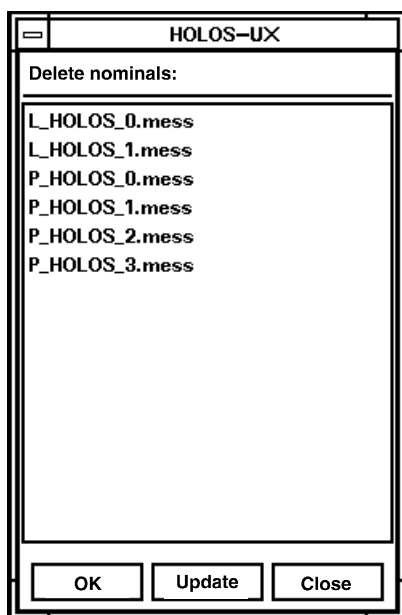 HOLOS-UX
Delete nominals:
L_HOLOS_0.mess
L_HOLOS_1.mess
P_HOLOS_0.mess
P_HOLOS_1.mess
P_HOLOS_2.mess
P_HOLOS_3.mess
OK Update Close